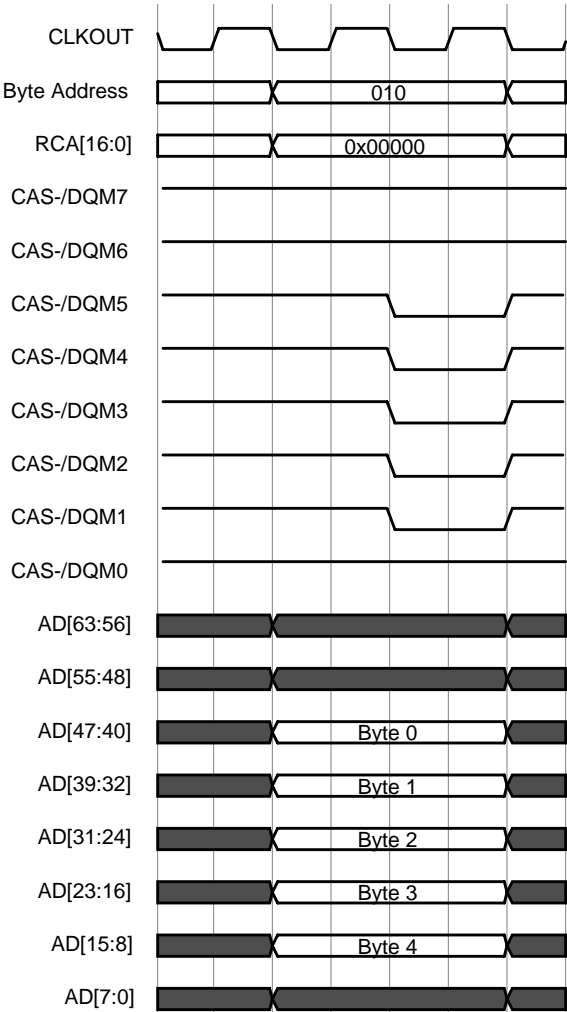 CLKOUT
Byte Address 010
RCA[16:0] 0x00000
CAS-/DQM7
CAS-/DQM6
CAS-/DQM5
CAS-/DQM4
CAS-/DQM3
CAS-/DQM2
CAS-/DQM1
CAS-/DQM0
AD[63:56]
AD[55:48]
AD[47:40] Byte 0
AD[39:32] Byte 1
AD[31:24] Byte 2
AD[23:16] Byte 3
AD[15:8] Byte 4
AD[7:0]